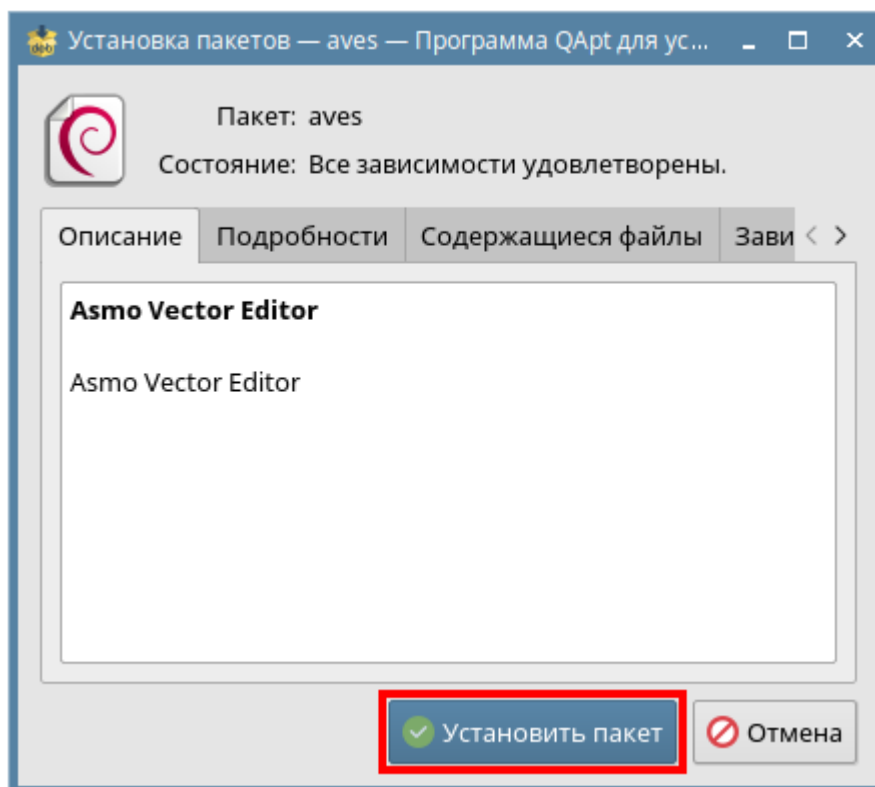 Установка пакетов — aves — Программа QApt для ус...
Пакет: aves
Состояние: Все зависимости удовлетворены.
Описание Подробности Содержащиеся файлы Зави
Asmo Vector Editor
Asmo Vector Editor
Установить пакет Отмена